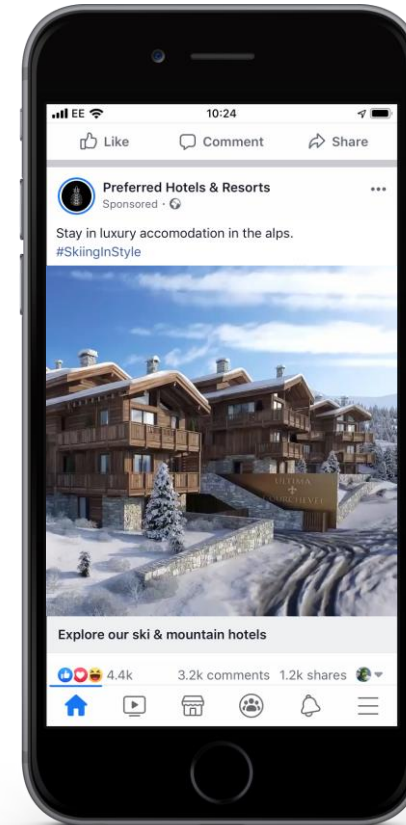 EE
10:24
Like Comment Share
Preferred Hotels & Resorts
Sponsored ·
Stay in luxury accomodation in the alps.
#SkiingInStyle
ULTIMA
COURCHEVEL
Explore our ski & mountain hotels
4.4k 3.2k comments 1.2k shares